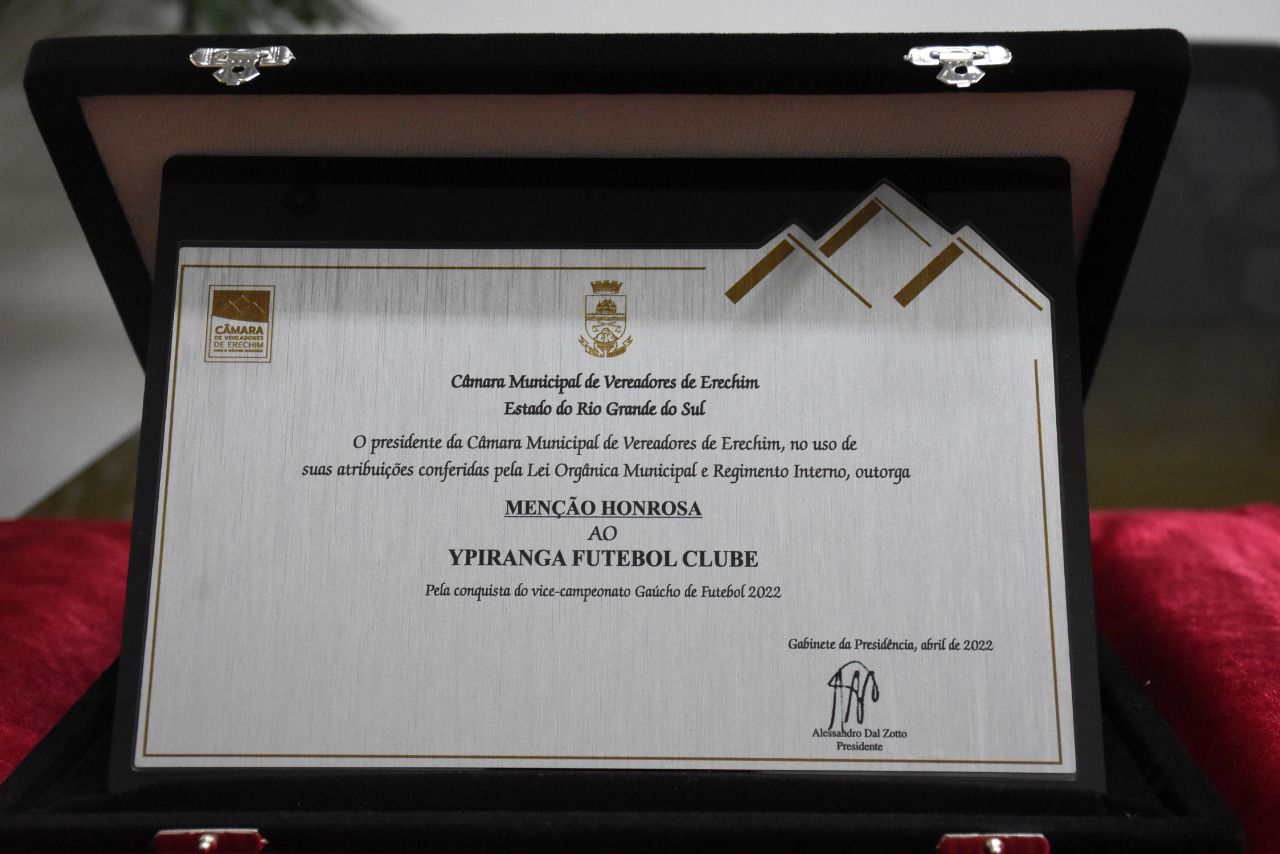 CÂMARA
DE VEREADORES
DE ERECHIM
Câmara Municipal de Vereadores de Erechim
Estado do Rio Grande do Sul
O presidente da Câmara Municipal de Vereadores de Erechim, no uso de
suas atribuições conferidas pela Lei Orgânica Municipal e Regimento Interno, outorga
MENÇÃO HONROSA
AO
YPIRANGA FUTEBOL CLUBE
Pela conquista do vice-campeonato Gaúcho de Futebol 2022
Gabinete da Presidência, abril de 2022
Alessandro Dal Zotto
Presidente